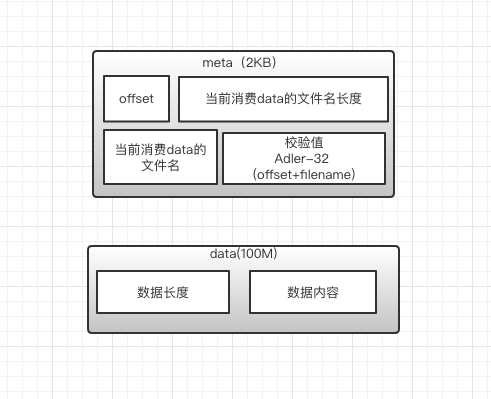 meta（2KB）
offset
当前消费data的文件名长度
当前消费data的
文件名
校验值
Adler-32
（offset+filename）
data(100M)
数据长度
数据内容